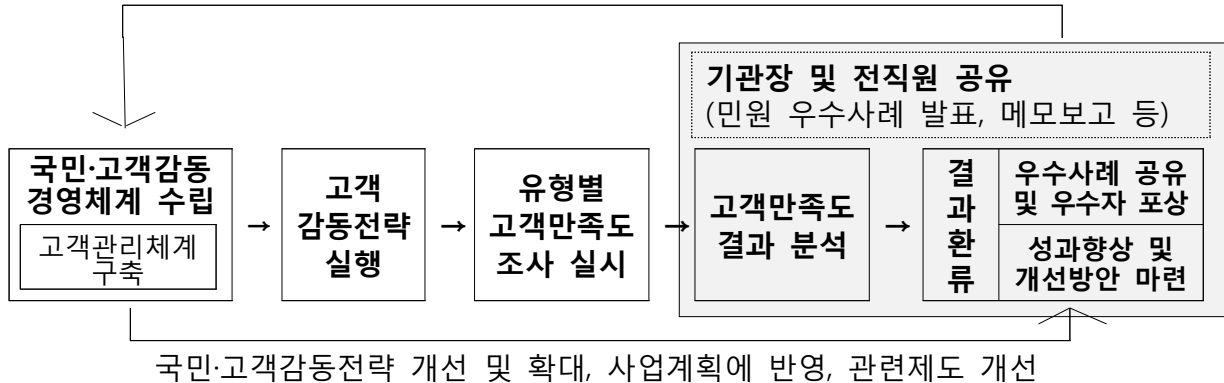 기관장 및 전직원 공유
(민원 우수사례 발표, 메모보고 등)
국민·고객감동
경영체계 수립
고객관리체계
구축
→
고객
감동전략
실행
→
유형별
고객만족도
조사 실시
→
고객만족도
결과 분석
→
결
과
환
류
우수사례 공유
및 우수자 포상
성과향상 및
개선방안 마련
국민·고객감동전략 개선 및 확대, 사업계획에 반영, 관련제도 개선